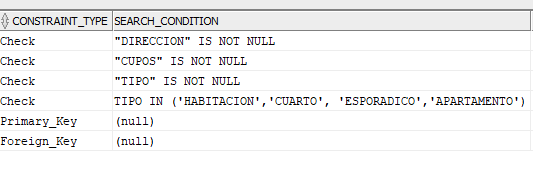 CONSTRAINT_TYPE SEARCH_CONDITION
Check "DIRECCION" IS NOT NULL
Check "CUPOS" IS NOT NULL
Check "TIPO" IS NOT NULL
Check TIPO IN ('HABITACION','CUARTO', 'ESPORADICO','APARTAMENTO')
Primary_Key (null)
Foreign_Key (null)